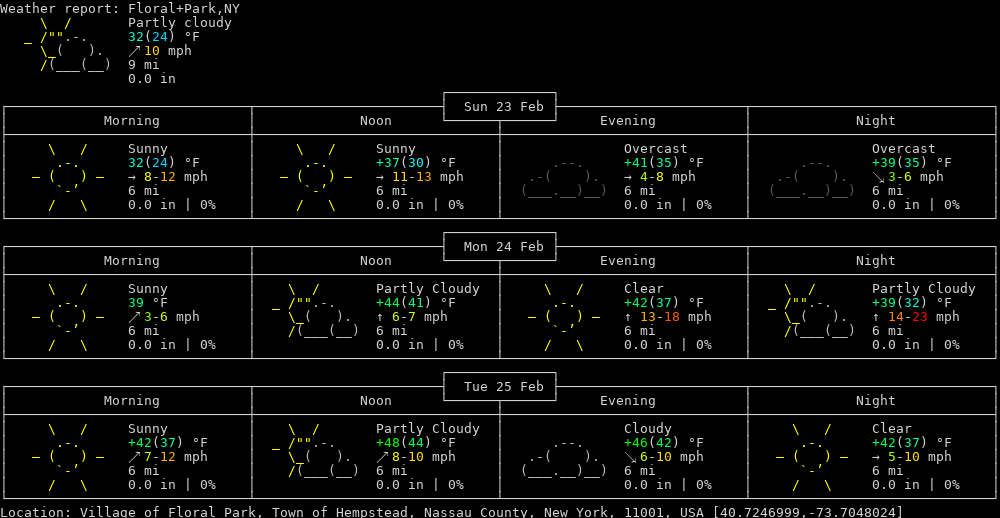 Weather report: Floral+Park,NY
Partly cloudy
32(24) °F
↗ 10 mph
9 mi
0.0 in
Sun 23 Feb
Morning Noon Evening Night
Sunny Sunny Overcast Overcast
32(24) °F +37(30) °F +41(35) °F +39(35) °F
→ 8-12 mph → 11-13 mph → 4-8 mph ↘ 3-6 mph
6 mi 6 mi 6 mi 6 mi
0.0 in | 0% 0.0 in | 0% 0.0 in | 0% 0.0 in | 0%
Mon 24 Feb
Morning Noon Evening Night
Sunny Partly Cloudy Clear Partly Cloudy
39 °F +44(41) °F +42(37) °F +39(32) °F
↗ 3-6 mph ↑ 6-7 mph ↑ 13-18 mph ↑ 14-23 mph
6 mi 6 mi 6 mi 6 mi
0.0 in | 0% 0.0 in | 0% 0.0 in | 0% 0.0 in | 0%
Tue 25 Feb
Morning Noon Evening Night
Sunny Partly Cloudy Cloudy Clear
+42(37) °F +48(44) °F +46(42) °F +42(37) °F
↗ 7-12 mph ↗ 8-10 mph ↘ 6-10 mph → 5-10 mph
6 mi 6 mi 6 mi 6 mi
0.0 in | 0% 0.0 in | 0% 0.0 in | 0% 0.0 in | 0%
Location: Village of Floral Park, Town of Hempstead, Nassau County, New York, 11001, USA [40.7246999,-73.7048024]